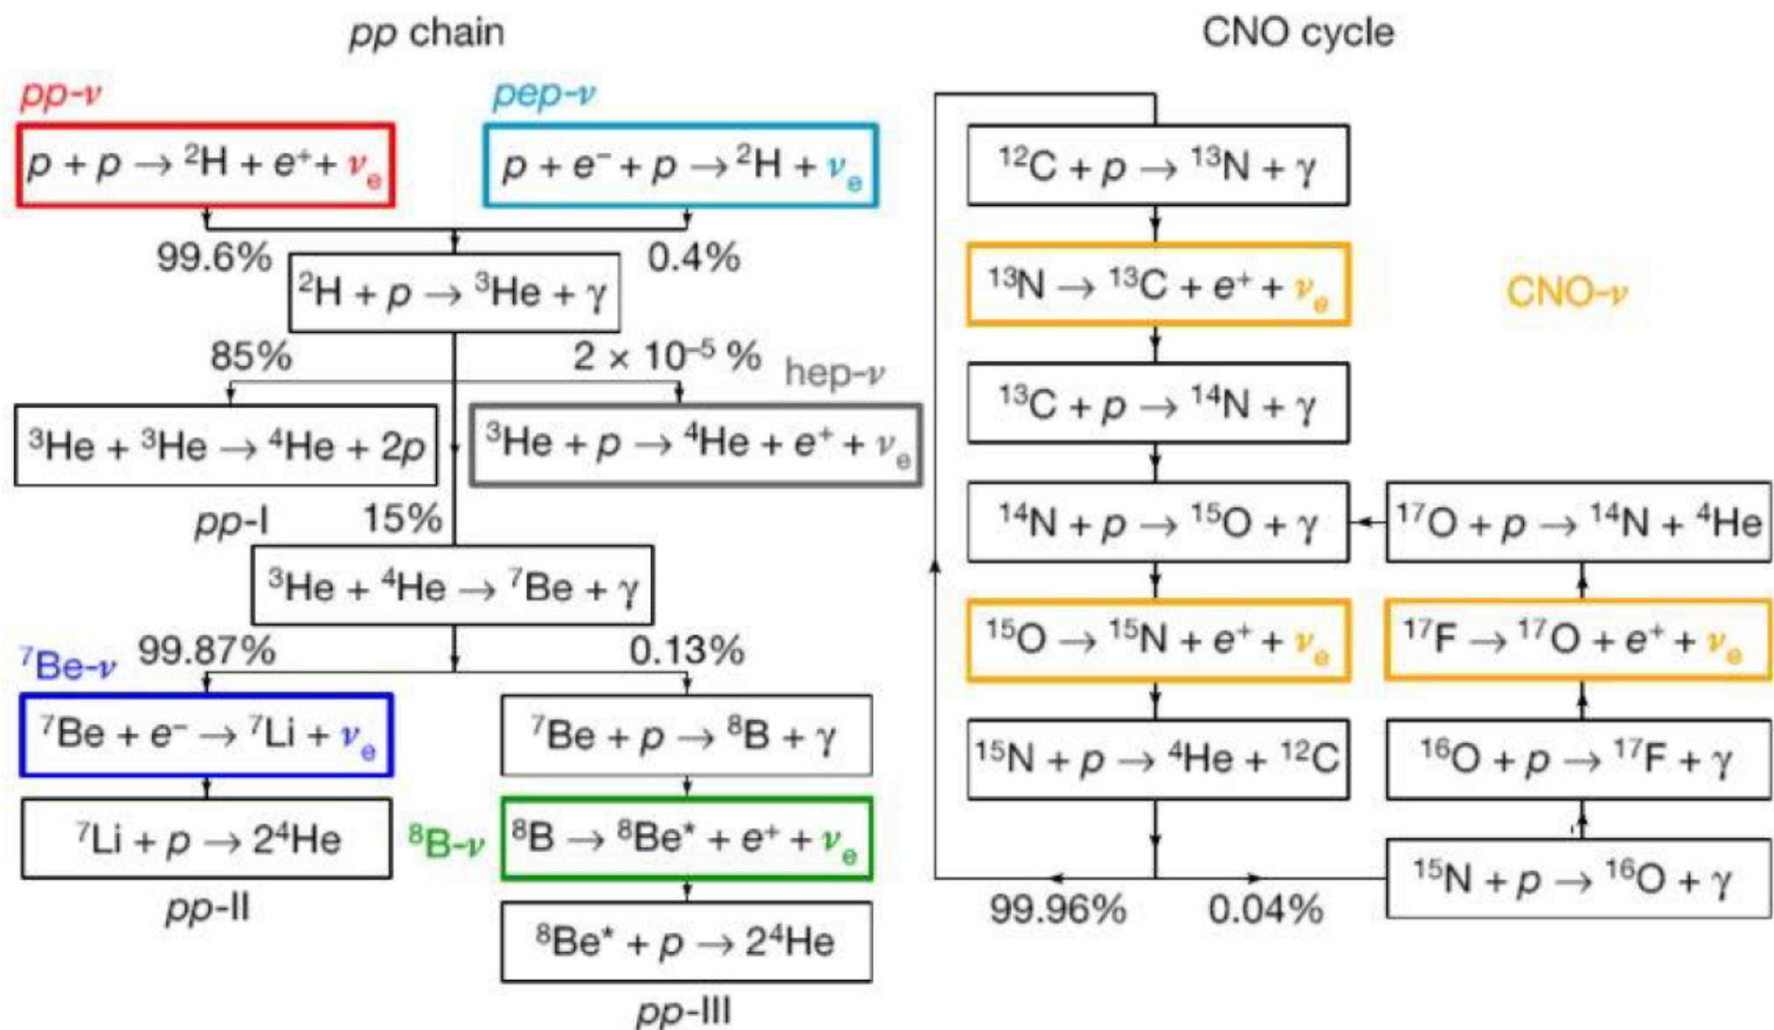 pp chain
pp-ν
pep-ν
p + p → ²H + e⁺ + νₑ
p + e⁻ + p → ²H + νₑ
99.6%
0.4%
²H + p → ³He + γ
85%
2 × 10⁻⁵ %
hep-ν
³He + ³He → ⁴He + 2p
³He + p → ⁴He + e⁺ + νₑ
pp-I
15%
³He + ⁴He → ⁷Be + γ
⁷Be-ν
99.87%
0.13%
⁷Be + e⁻ → ⁷Li + νₑ
⁷Be + p → ⁸B + γ
⁷Li + p → 2⁴He
⁸B-ν
⁸B → ⁸Be* + e⁺ + νₑ
pp-II
⁸Be* + p → 2⁴He
pp-III
CNO cycle
¹²C + p → ¹³N + γ
¹³N → ¹³C + e⁺ + νₑ
CNO-ν
¹³C + p → ¹⁴N + γ
¹⁴N + p → ¹⁵O + γ
¹⁷O + p → ¹⁴N + ⁴He
¹⁵O → ¹⁵N + e⁺ + νₑ
¹⁷F → ¹⁷O + e⁺ + νₑ
¹⁵N + p → ⁴He + ¹²C
¹⁶O + p → ¹⁷F + γ
¹⁵N + p → ¹⁶O + γ
99.96%
0.04%